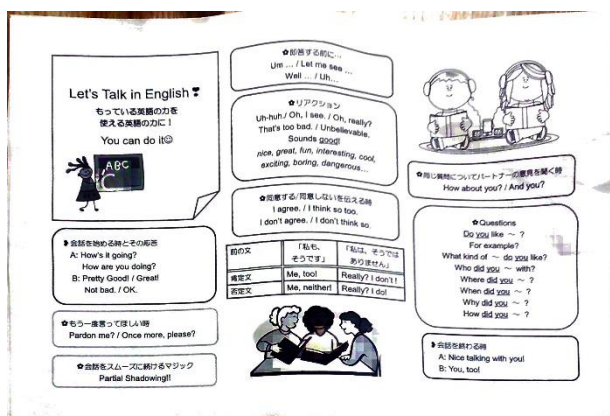 Let's Talk in English❣
もっている英語の力を
使える英語の力に！
You can do it☺
ABC
❥会話を始める時とその応答
A: How's it going?
How are you doing?
B: Pretty Good! / Great!
Not bad. / OK.
✿もう一度言ってほしい時
Pardon me? / Once more, please?
✿会話をスムーズに続けるマジック
Partial Shadowing!!
✿即答する前に…
Um … / Let me see …
Well … / Uh…
✿リアクション
Uh-huh / Oh, I see. / Oh, really?
That's too bad. / Unbelievable.
Sounds good!
nice, great, fun, interesting, cool,
exciting, boring, dangerous…
✿同意する/同意しないを伝える時
I agree. / I think so too.
I don't agree. / I don't think so.
前の文 「私も、そうです」 「私は、そうではありません」
肯定文 Me, too! Really? I don't!
否定文 Me, neither! Really? I do!
✿同じ質問についてパートナーの意見を聞く時
How about you? / And you?
✿Questions
Do you like ～ ?
For example?
What kind of ～ do you like?
Who did you ～ with?
Where did you ～ ?
When did you ～ ?
Why did you ～ ?
How did you ～ ?
❥会話を終わる時
A: Nice talking with you!
B: You, too!